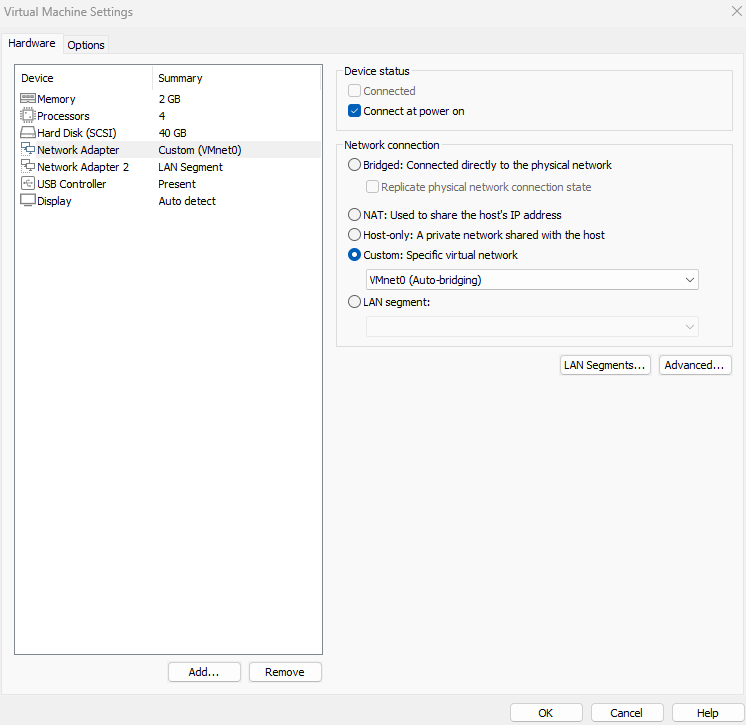 Virtual Machine Settings
Hardware Options
Device Summary
Memory 2 GB
Processors 4
Hard Disk (SCSI) 40 GB
Network Adapter Custom (VMnet0)
Network Adapter 2 LAN Segment
USB Controller Present
Display Auto detect
Add... Remove
Device status
Connected
Connect at power on
Network connection
Bridged: Connected directly to the physical network
Replicate physical network connection state
NAT: Used to share the host's IP address
Host-only: A private network shared with the host
Custom: Specific virtual network
VMnet0 (Auto-bridging)
LAN segment:
LAN Segments... Advanced...
OK Cancel Help